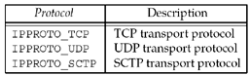 Protocol Description
IPPROTO_TCP TCP transport protocol
IPPROTO_UDP UDP transport protocol
IPPROTO_SCTP SCTP transport protocol